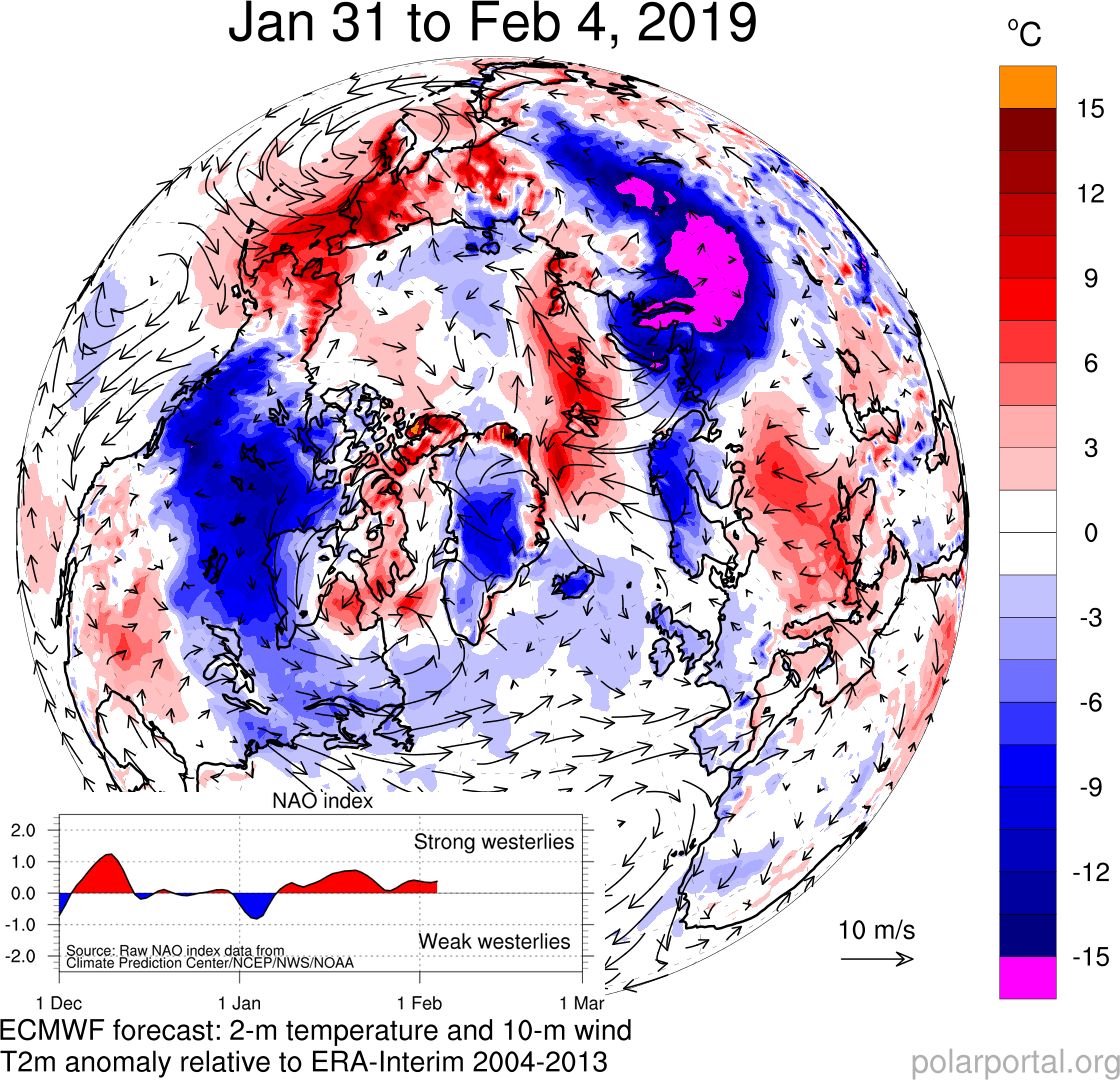 Jan 31 to Feb 4, 2019
oC
15
12
9
6
3
0
-3
-6
-9
-12
-15
10 m/s
NAO index
2.0
1.0
0.0
-1.0
-2.0
Strong westerlies
Weak westerlies
Source: Raw NAO index data from
Climate Prediction Center/NCEP/NWS/NOAA
1 Dec 1 Jan 1 Feb 1 Mar
ECMWF forecast: 2-m temperature and 10-m wind
T2m anomaly relative to ERA-Interim 2004-2013
polarportal.org